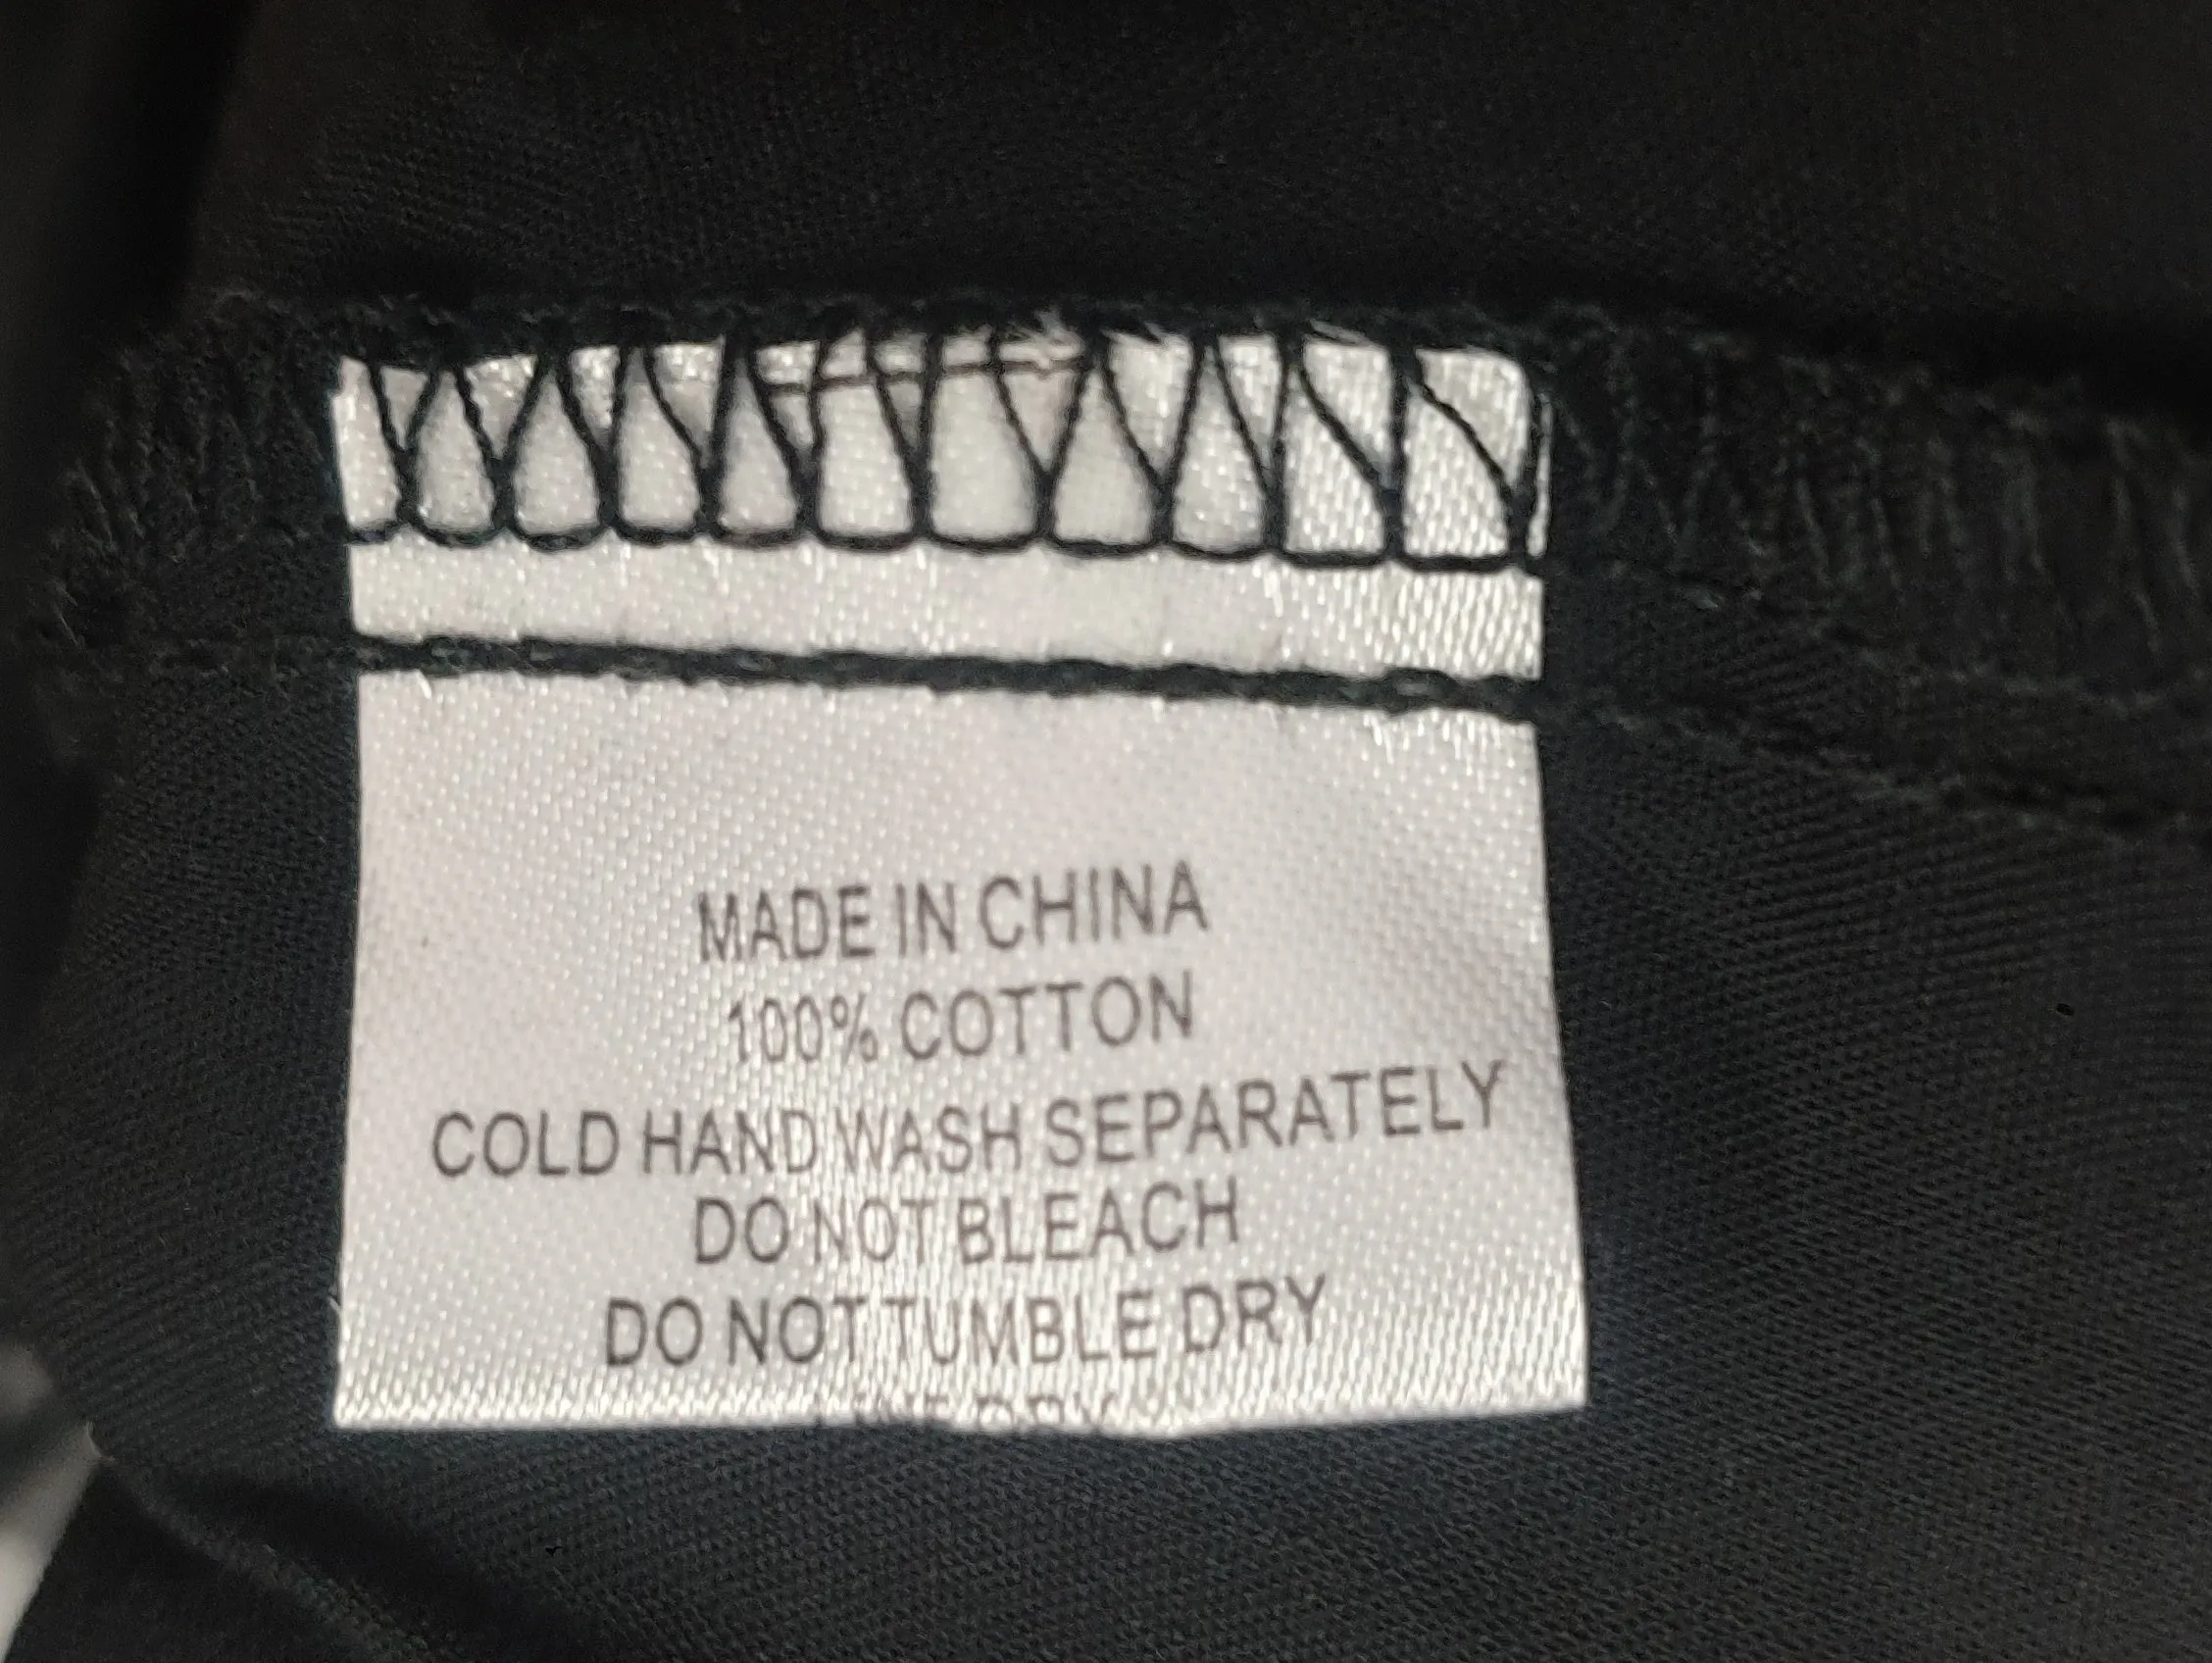 MADE IN CHINA
100% COTTON
COLD HAND WASH SEPARATELY
DO NOT BLEACH
DO NOT TUMBLE DRY